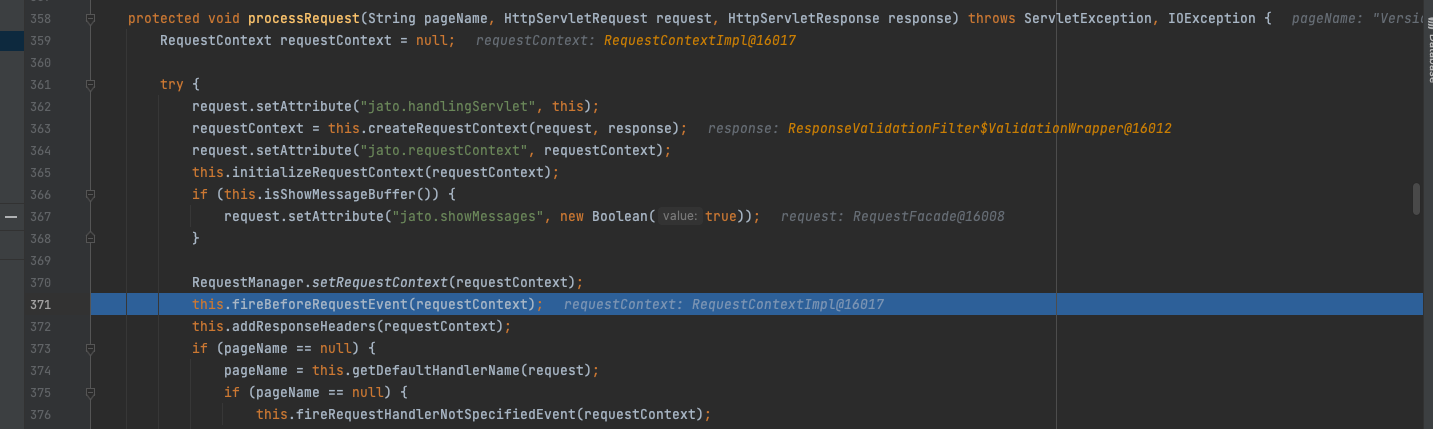 358 protected void processRequest(String pageName, HttpServletRequest request, HttpServletResponse response) throws ServletException, IOException { pageName: "Versio
359 RequestContext requestContext = null; requestContext: RequestContextImpl@16017
360
361 try {
362 request.setAttribute("jato.handlingServlet", this);
363 requestContext = this.createRequestContext(request, response); response: ResponseValidationFilter$ValidationWrapper@16012
364 request.setAttribute("jato.requestContext", requestContext);
365 this.initializeRequestContext(requestContext);
366 if (this.isShowMessageBuffer()) {
367 request.setAttribute("jato.showMessages", new Boolean( value: true)); request: RequestFacade@16008
368 }
369
370 RequestManager.setRequestContext(requestContext);
371 this.fireBeforeRequestEvent(requestContext); requestContext: RequestContextImpl@16017
372 this.addResponseHeaders(requestContext);
373 if (pageName == null) {
374 pageName = this.getDefaultHandlerName(request);
375 if (pageName == null) {
376 this.fireRequestHandlerNotSpecifiedEvent(requestContext);
Database